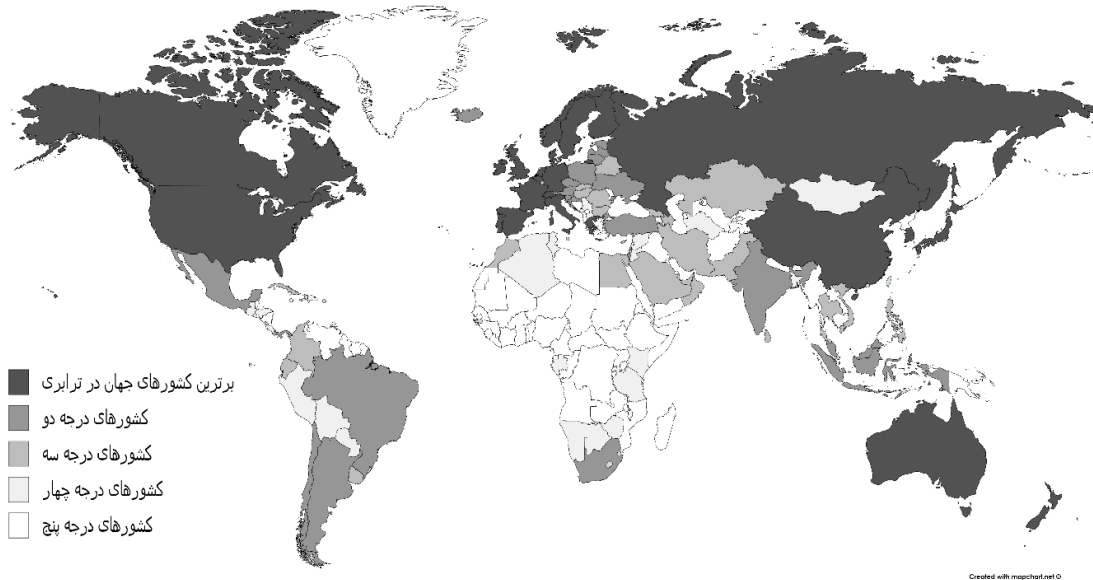 برترین کشورهای جهان در ترابری
کشورهای درجه دو
کشورهای درجه سه
کشورهای درجه چهار
کشورهای درجه پنج
Created with mapchart.net ©